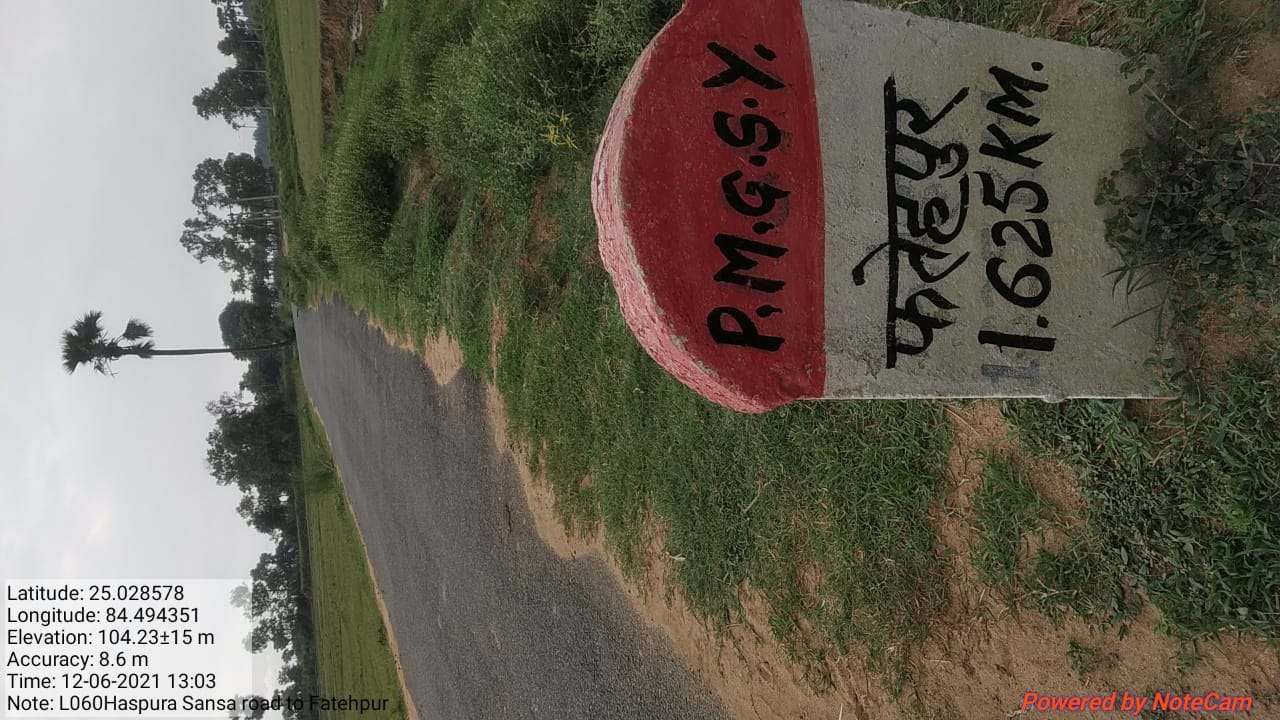 P.M.G.S.Y.
फतेहपुर
1.625 KM.
Latitude: 25.028578
Longitude: 84.494351
Elevation: 104.23±15 m
Accuracy: 8.6 m
Time: 12-06-2021 13:03
Note: L060Haspura Sansa road to Fatehpur
Powered by NoteCam